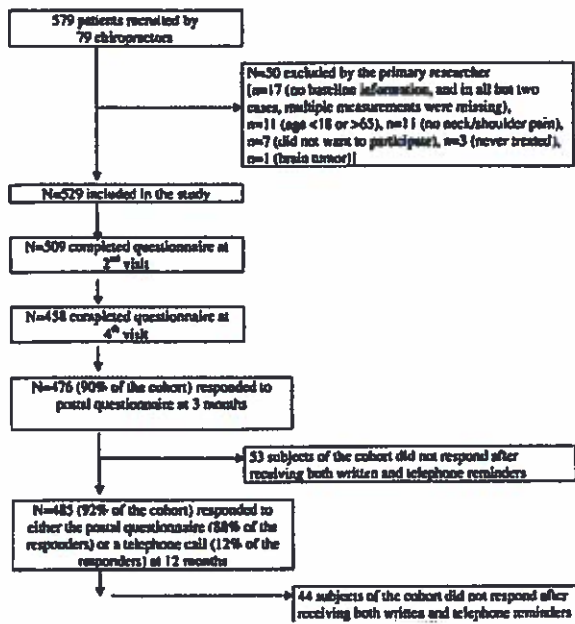 579 patients recruited by
79 chiropractors
N=50 excluded by the primary researcher
[n=17 (no baseline information, and in all but two
cases, multiple measurements were missing),
n=11 (age <18 or >65), n=11 (no neck/shoulder pain),
n=7 (did not want to participate), n=3 (never treated),
n=1 (brain tumor)]
N=529 included in the study
N=509 completed questionnaire at
2nd visit
N=458 completed questionnaire at
4th visit
N=476 (90% of the cohort) responded to
postal questionnaire at 3 months
53 subjects of the cohort did not respond after
receiving both written and telephone reminders
N=485 (92% of the cohort) responded to
either the postal questionnaire (88% of the
responders) or a telephone call (12% of the
responders) at 12 months
44 subjects of the cohort did not respond after
receiving both written and telephone reminders